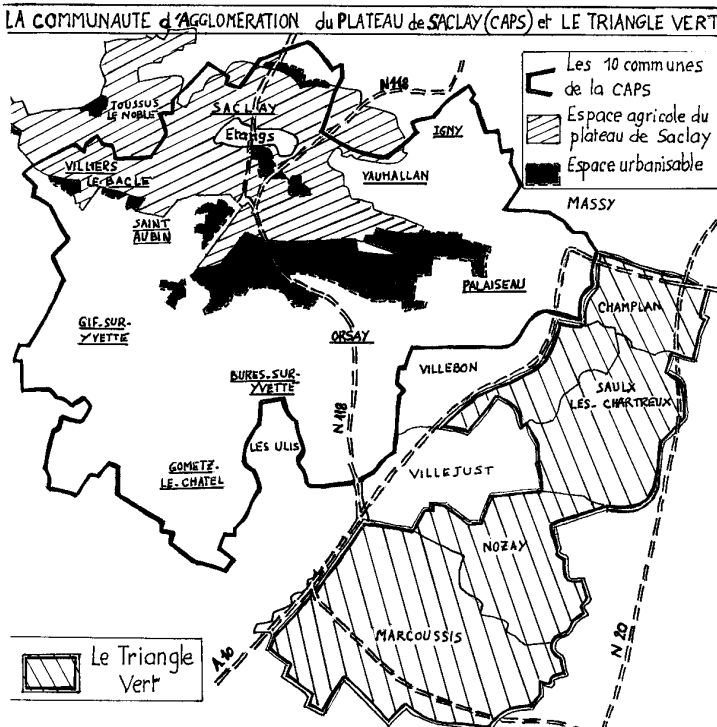 LA COMMUNAUTE d'AGGLOMERATION du PLATEAU de SACLAY (CAPS) et LE TRIANGLE VERT
Les 10 communes
de la CAPS
Espace agricole du
plateau de Saclay
Espace urbanisable
N118
TOUSSUS
LE NOBLE
SACLAY
Etangs
IGNY
VILLIERS
LE BACLE
VAUHALLAN
MASSY
SAINT
AUBIN
PALAISEAU
CHAMPLAN
GIF-SUR-
YVETTE
ORSAY
VILLEBON
BURES-SUR-
YVETTE
SAULX
LES-CHARTREUX
N118
LES ULIS
GOMETZ-
LE-CHATEL
VILLEJUST
NOZAY
MARCOUSSIS
N 20
A 10
Le Triangle
Vert